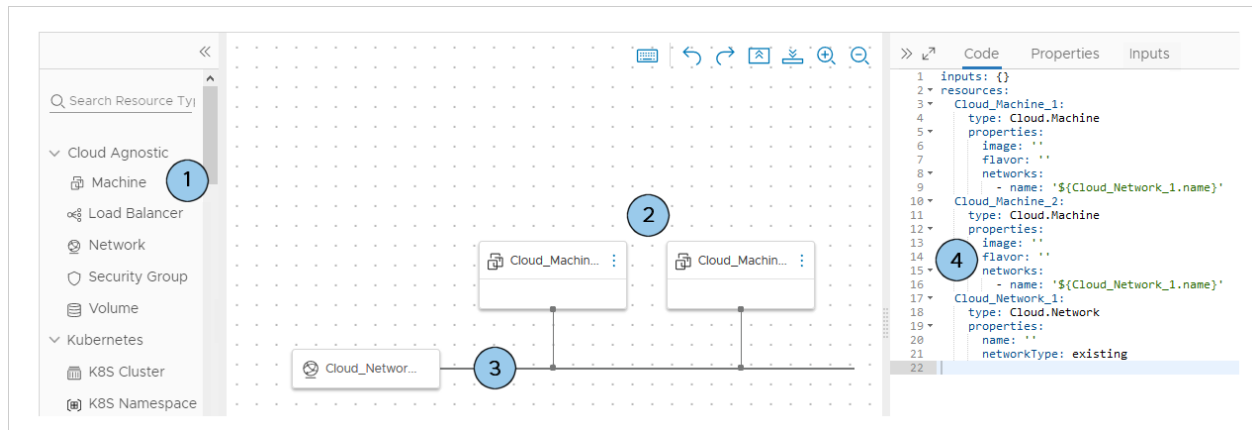 Search Resource Ty
Cloud Agnostic
Machine
1
Load Balancer
Network
Security Group
Volume
Kubernetes
K8S Cluster
K8S Namespace
2
Cloud_Machin...
Cloud_Machin...
Cloud_Networ...
3
Code Properties Inputs
1 inputs: {}
2 resources:
3 Cloud_Machine_1:
4 type: Cloud.Machine
5 properties:
6 image: ''
7 flavor: ''
8 networks:
9 - name: '${Cloud_Network_1.name}'
10 Cloud_Machine_2:
11 type: Cloud.Machine
12 properties:
13 image: ''
14 flavor: ''
15 networks:
16 - name: '${Cloud_Network_1.name}'
17 Cloud_Network_1:
18 type: Cloud.Network
19 properties:
20 name: ''
21 networkType: existing
22
4